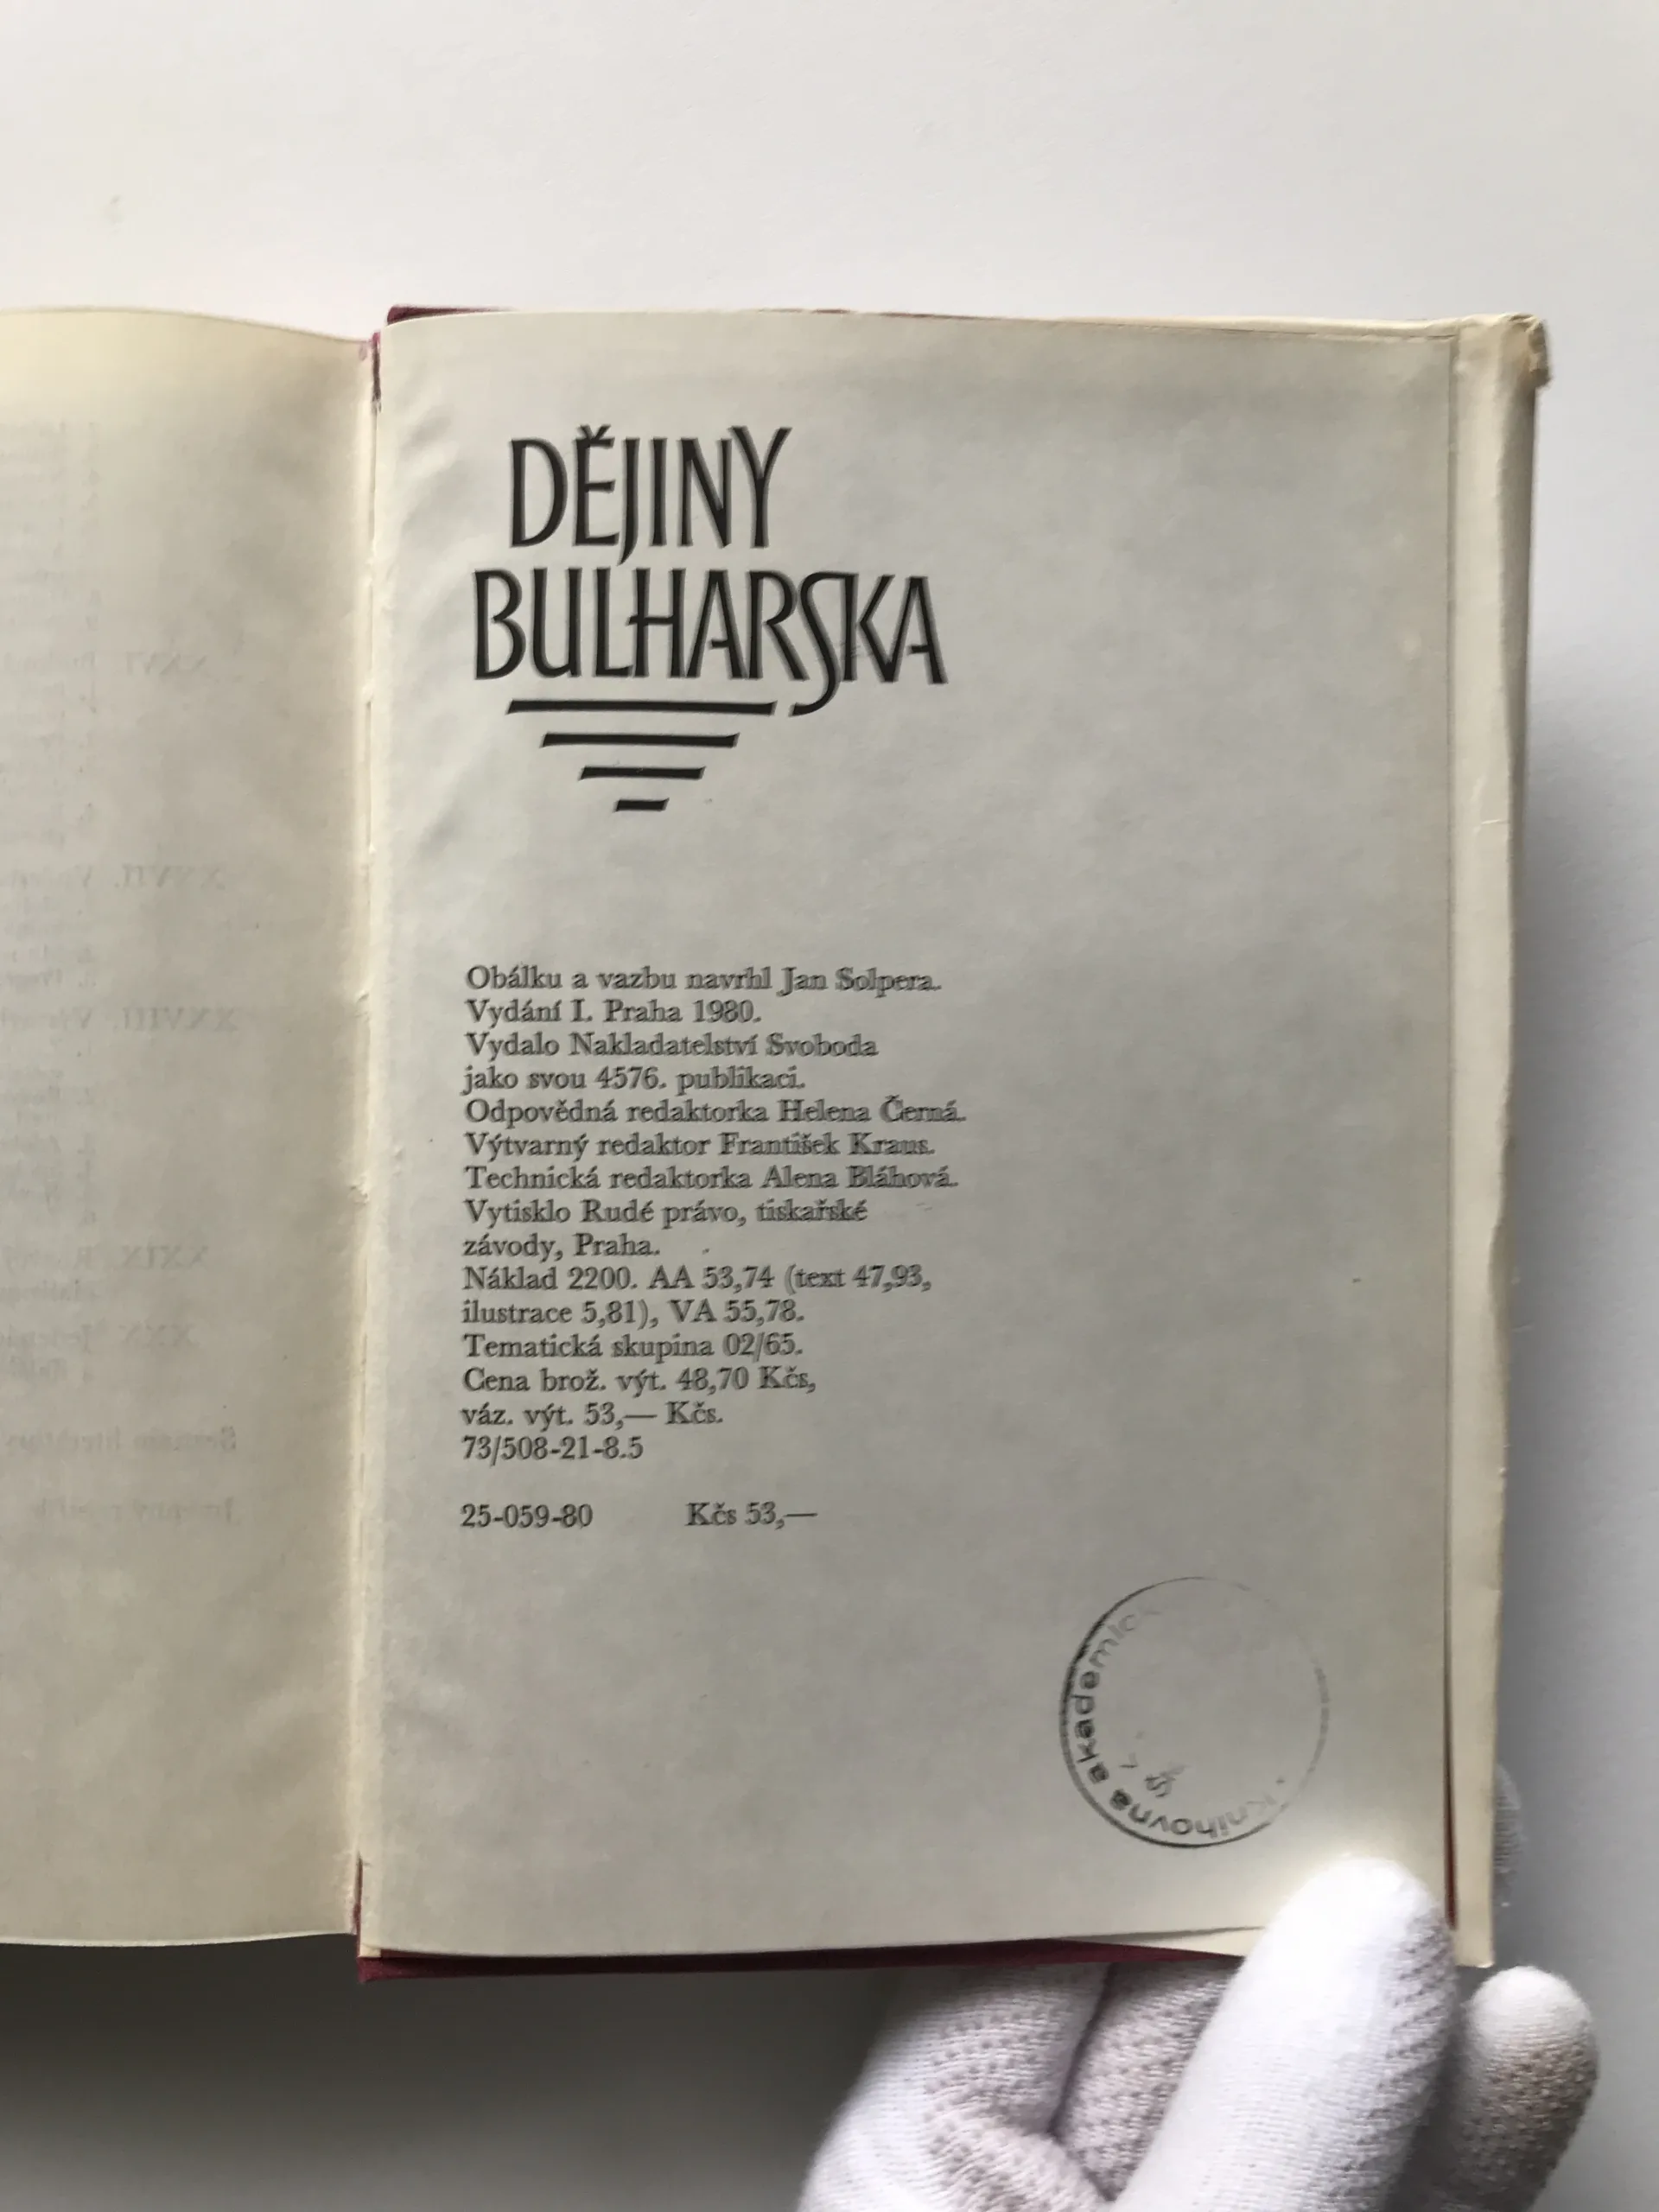 DĚJINY
BULHARSKA
Obálku a vazbu navrhl Jan Solpera.
Vydání I. Praha 1980.
Vydalo Nakladatelství Svoboda
jako svou 4576. publikaci.
Odpovědná redaktorka Helena Černá.
Výtvarný redaktor František Kraus.
Technická redaktorka Alena Bláhová.
Vytisklo Rudé právo, tiskařské
závody, Praha.
Náklad 2200. AA 53,74 (text 47,93,
ilustrace 5,81), VA 55,78.
Tematická skupina 02/65.
Cena brož. výt. 48,70 Kčs,
váz. výt. 53,— Kčs.
73/508-21-8.5
25-059-80 Kčs 53,—
Knihovna